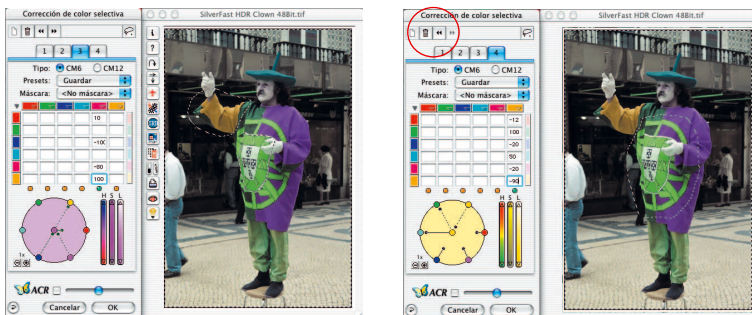 Corrección de color selectiva
SilverFast HDR Clown 48Bit.tif
1 2 3 4
Tipo: CM6 CM12
Presets: Guardar
Máscara: <No máscara>
10
-100
-80
100
H S L
1x
ACR
Cancelar OK
Corrección de color selectiva
SilverFast HDR Clown 48Bit.tif
1 2 3 4
Tipo: CM6 CM12
Presets: Guardar
Máscara: <No máscara>
-12
100
-20
50
-20
-90
H S L
1x
ACR
Cancelar OK